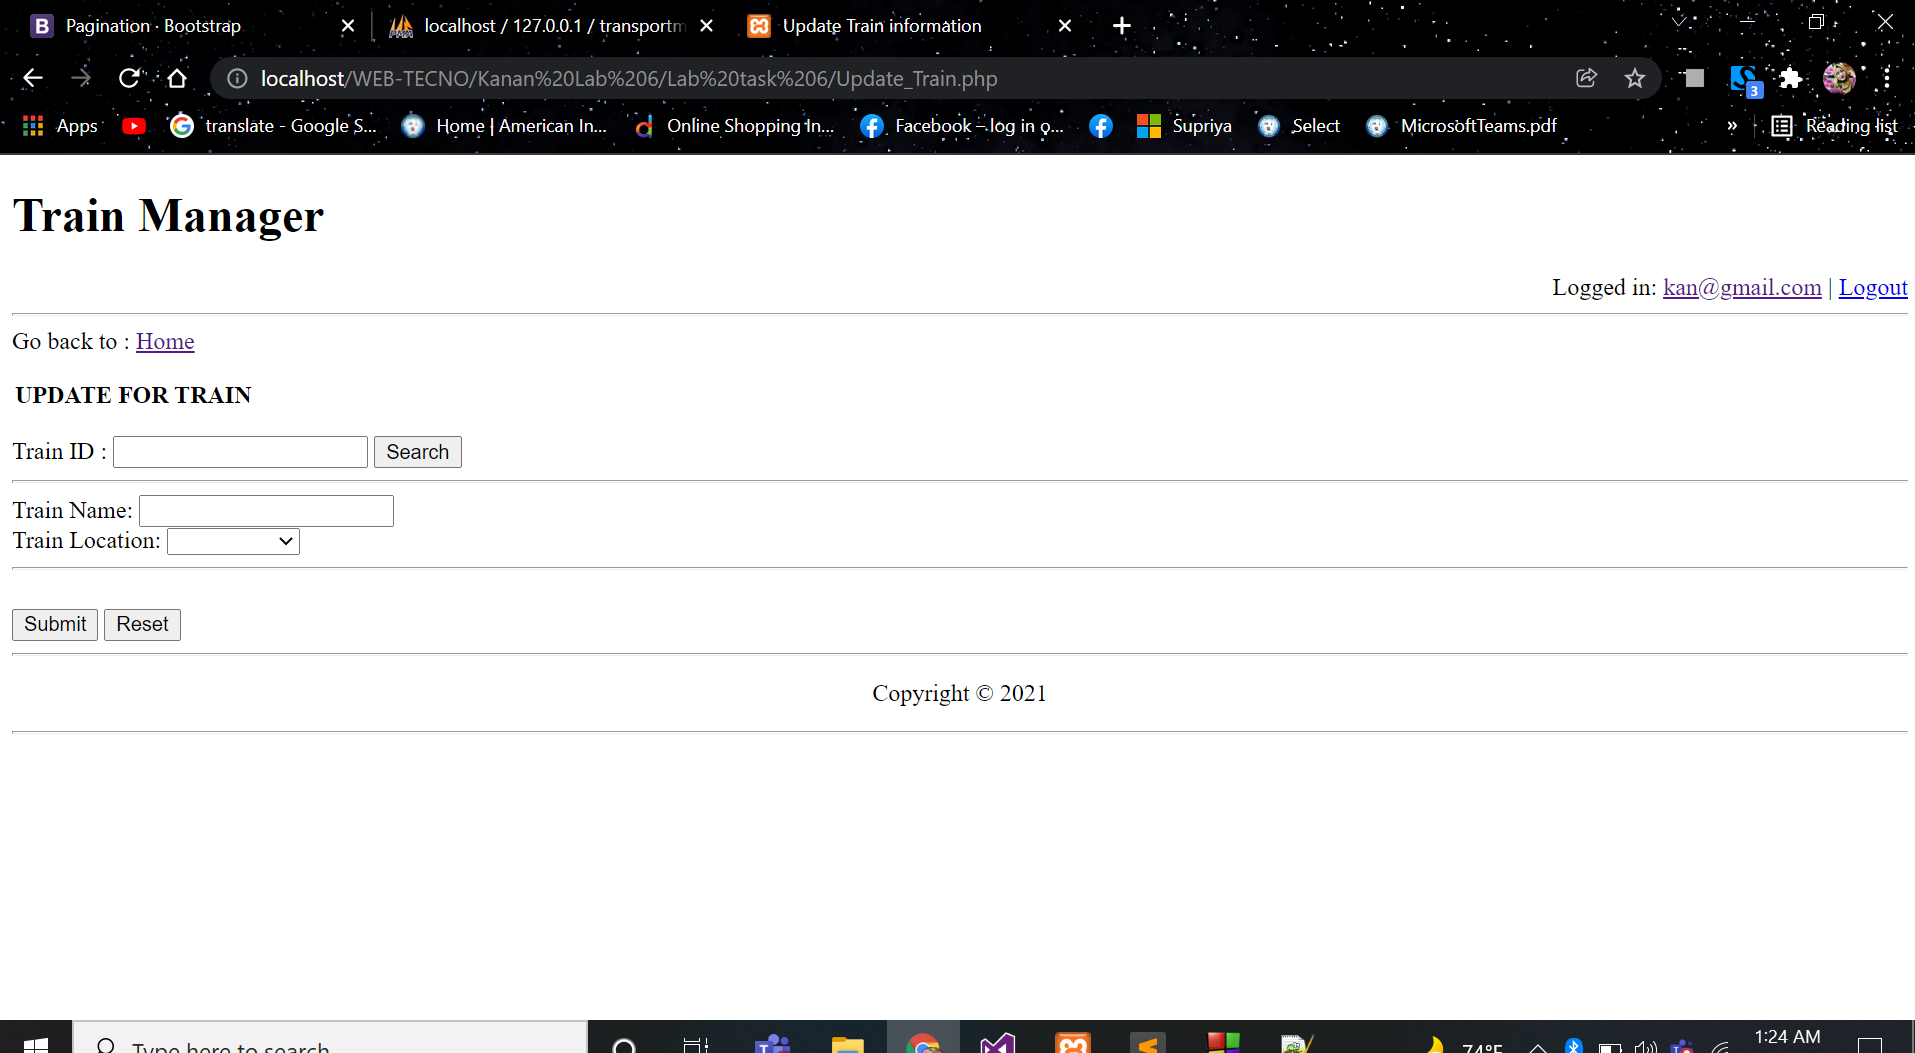 Pagination · Bootstrap
localhost / 127.0.0.1 / transportm
Update Train information
localhost/WEB-TECNO/Kanan%20Lab%206/Lab%20task%206/Update_Train.php
3
Apps
translate - Google S...
Home | American In...
Online Shopping In...
Facebook – log in o...
Supriya
Select
MicrosoftTeams.pdf
»
Reading list
Train Manager
Logged in: kan@gmail.com | Logout
Go back to : Home
UPDATE FOR TRAIN
Train ID : Search
Train Name:
Train Location:
Submit Reset
Copyright © 2021
Type here to search
74°F
1:24 AM